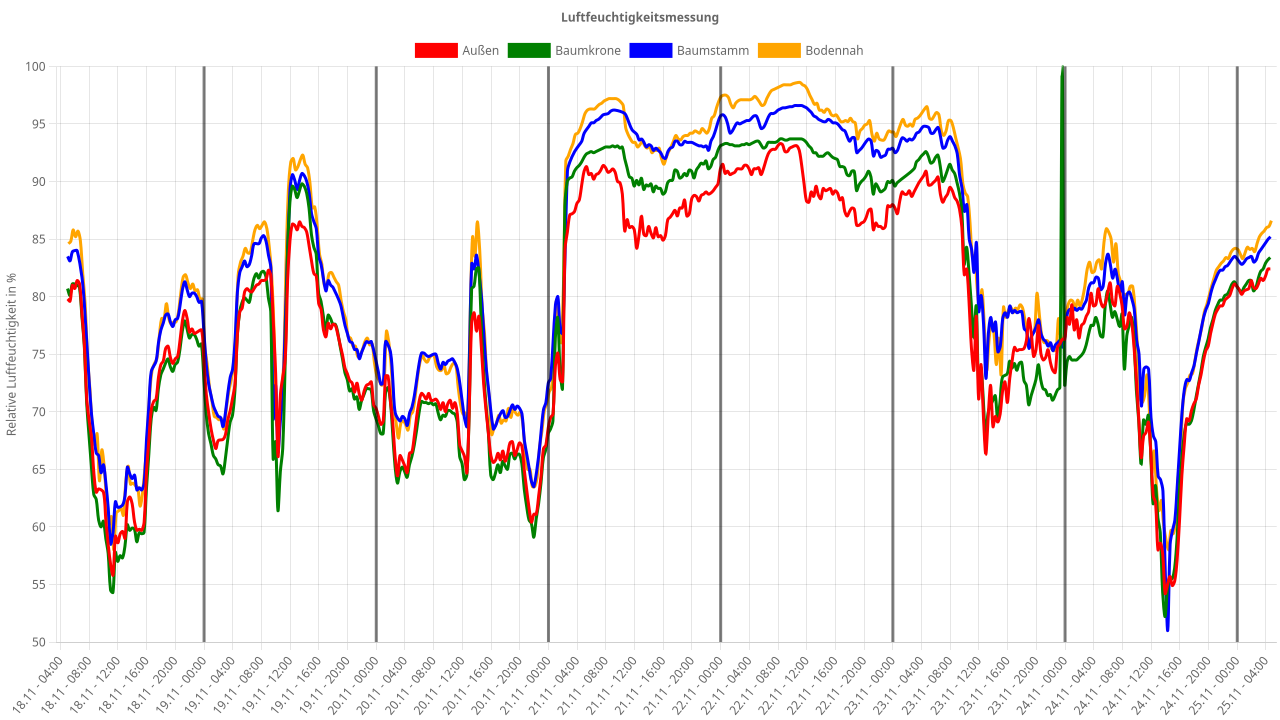 Luftfeuchtigkeitsmessung
Außen Baumkrone Baumstamm Bodennah
Relative Luftfeuchtigkeit in %
100
95
90
85
80
75
70
65
60
55
50
18.11 - 04:00
18.11 - 08:00
18.11 - 12:00
18.11 - 16:00
18.11 - 20:00
19.11 - 00:00
19.11 - 04:00
19.11 - 08:00
19.11 - 12:00
19.11 - 16:00
19.11 - 20:00
20.11 - 00:00
20.11 - 04:00
20.11 - 08:00
20.11 - 12:00
20.11 - 16:00
20.11 - 20:00
21.11 - 00:00
21.11 - 04:00
21.11 - 08:00
21.11 - 12:00
21.11 - 16:00
21.11 - 20:00
22.11 - 00:00
22.11 - 04:00
22.11 - 08:00
22.11 - 12:00
22.11 - 16:00
22.11 - 20:00
23.11 - 00:00
23.11 - 04:00
23.11 - 08:00
23.11 - 12:00
23.11 - 16:00
23.11 - 20:00
24.11 - 00:00
24.11 - 04:00
24.11 - 08:00
24.11 - 12:00
24.11 - 16:00
24.11 - 20:00
25.11 - 00:00
25.11 - 04:00